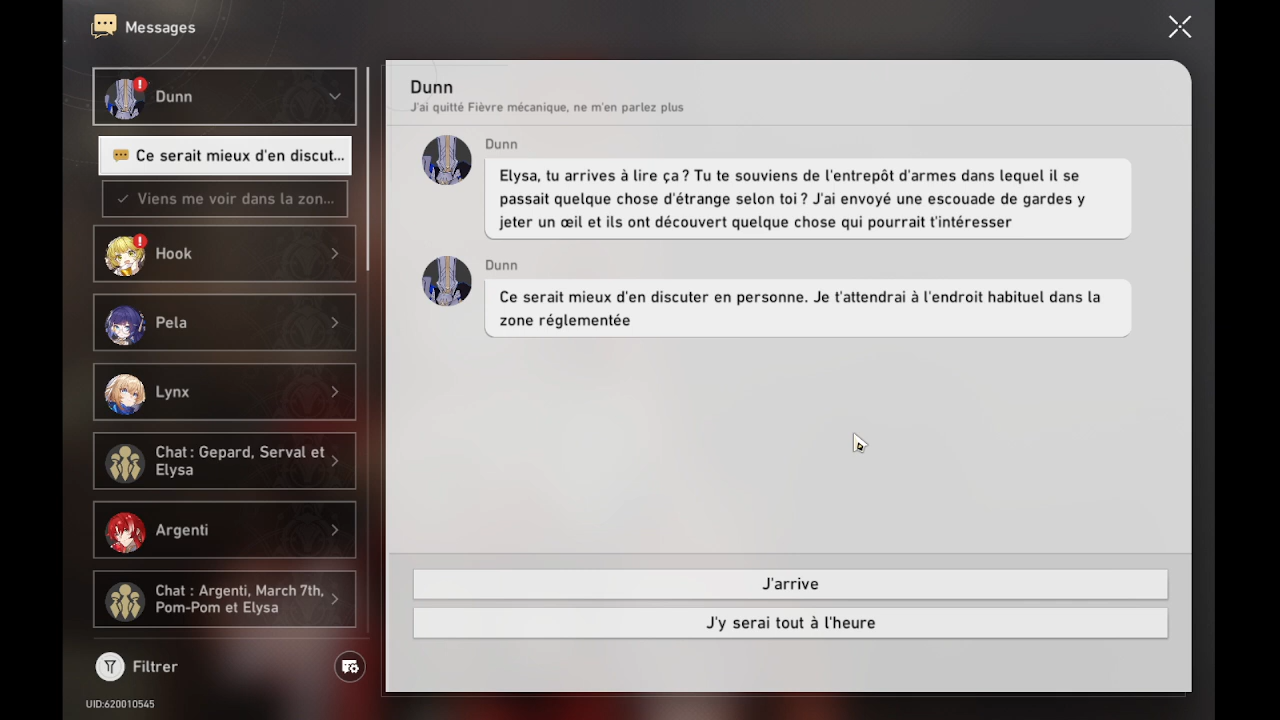 Messages
Dunn
Ce serait mieux d'en discut...
Viens me voir dans la zon...
Hook
Pela
Lynx
Chat : Gepard, Serval et
Elysa
Argenti
Chat : Argenti, March 7th,
Pom-Pom et Elysa
Filtrer
UID:620010545
Dunn
J'ai quitté Fièvre mécanique, ne m'en parlez plus
Dunn
Elysa, tu arrives à lire ça ? Tu te souviens de l'entrepôt d'armes dans lequel il se
passait quelque chose d'étrange selon toi ? J'ai envoyé une escouade de gardes y
jeter un œil et ils ont découvert quelque chose qui pourrait t'intéresser
Dunn
Ce serait mieux d'en discuter en personne. Je t'attendrai à l'endroit habituel dans la
zone réglementée
J'arrive
J'y serai tout à l'heure